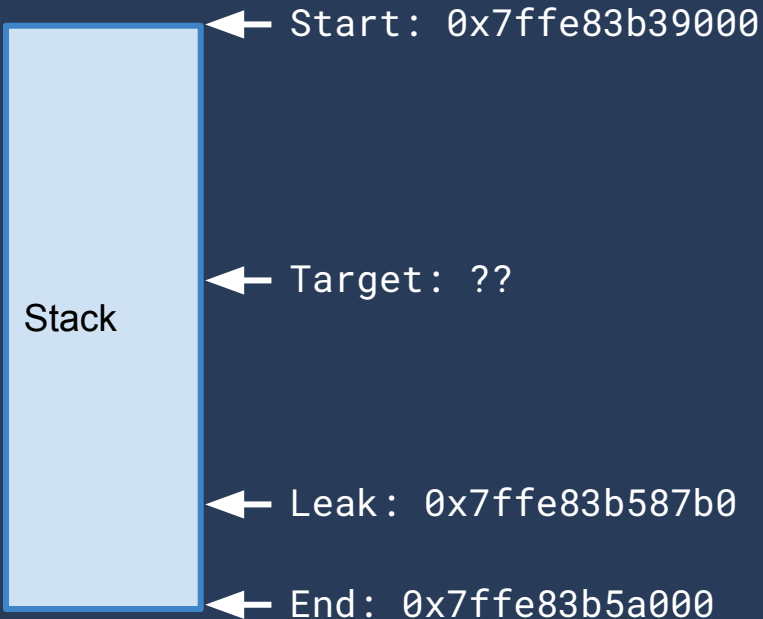 Start: 0x7ffe83b39000
Target: ??
Stack
Leak: 0x7ffe83b587b0
End: 0x7ffe83b5a000